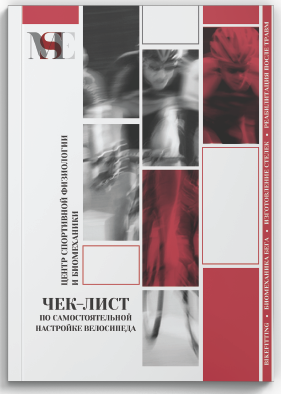 MSE
ЦЕНТР СПОРТИВНОЙ ФИЗИОЛОГИИ
И БИОМЕХАНИКИ
ЧЕК-ЛИСТ
ПО САМОСТОЯТЕЛЬНОЙ
НАСТРОЙКЕ ВЕЛОСИПЕДА
BIKEFITTING • БИОМЕХАНИКА БЕГА • ИЗГОТОВЛЕНИЕ СТЕЛЕК • РЕАБИЛИТАЦИЯ ПОСЛЕ ТРАВМ